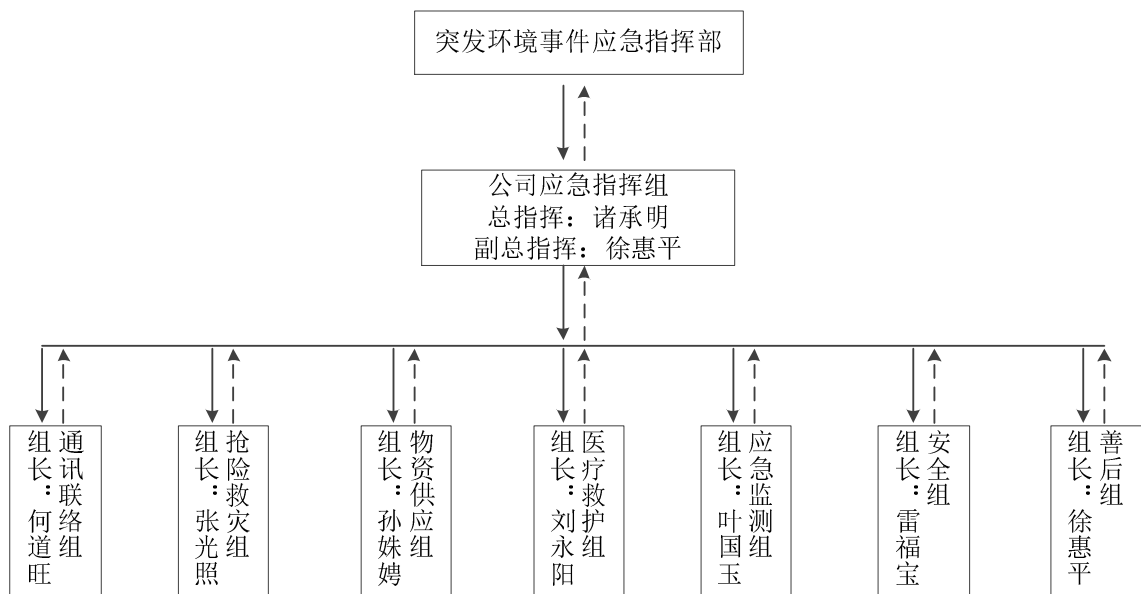 突发环境事件应急指挥部
公司应急指挥组
总指挥：诸承明
副总指挥：徐惠平
通讯联络组
组长：何道旺
抢险救灾组
组长：张光照
物资供应组
组长：孙姝娉
医疗救护组
组长：刘永阳
应急监测组
组长：叶国玉
安全组
组长：雷福宝
善后组
组长：徐惠平